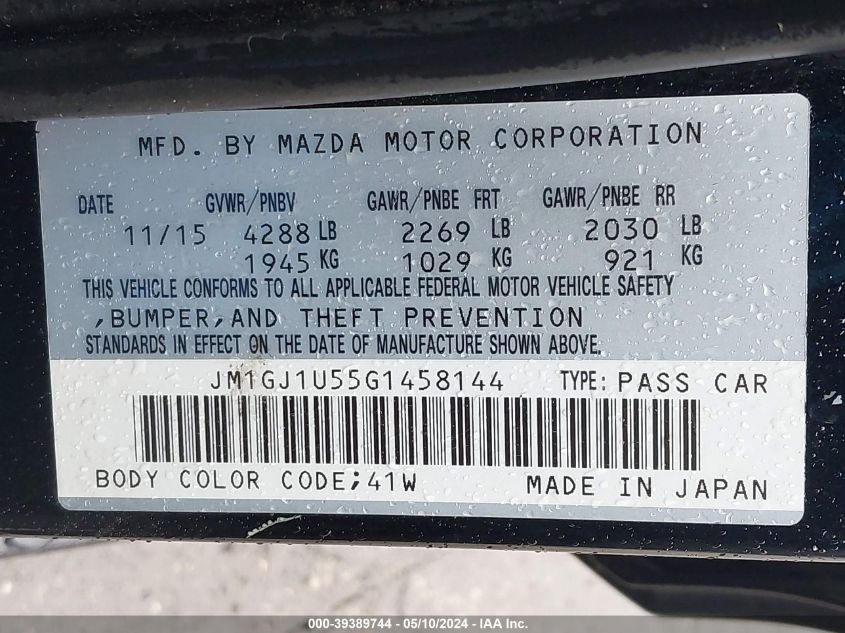 MFD. BY MAZDA MOTOR CORPORATION
DATE GVWR/PNBV GAWR/PNBE FRT GAWR/PNBE RR
11/15 4288 LB 2269 LB 2030 LB
1945 KG 1029 KG 921 KG
THIS VEHICLE CONFORMS TO ALL APPLICABLE FEDERAL MOTOR VEHICLE SAFETY
,BUMPER,AND THEFT PREVENTION
STANDARDS IN EFFECT ON THE DATE OF MANUFACTURE SHOWN ABOVE.
JM1GJ1U55G1458144 TYPE: PASS CAR
BODY COLOR CODE;41W MADE IN JAPAN
000-39389744 - 05/10/2024 - IAA Inc.